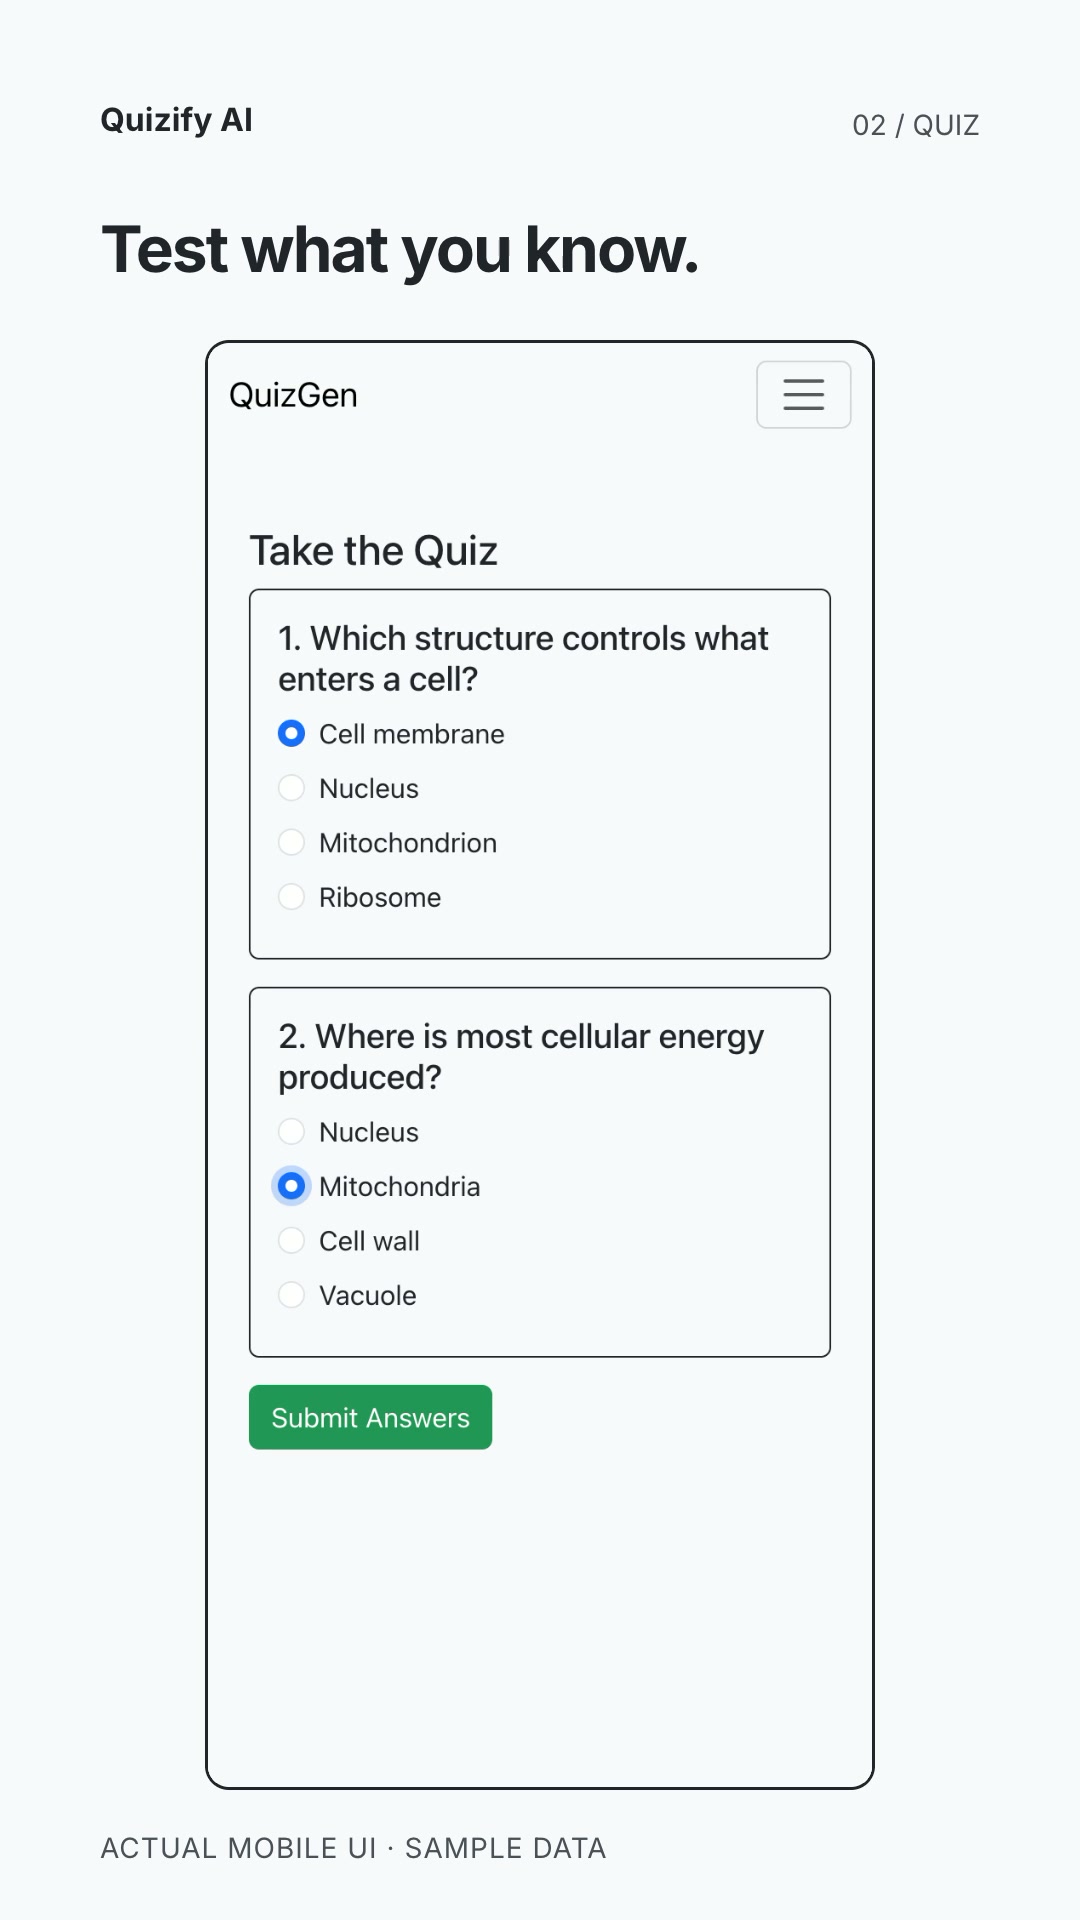 Quizify AI
02 / QUIZ
Test what you know.
QuizGen
Take the Quiz
1. Which structure controls what
enters a cell?
Cell membrane
Nucleus
Mitochondrion
Ribosome
2. Where is most cellular energy
produced?
Nucleus
Mitochondria
Cell wall
Vacuole
Submit Answers
ACTUAL MOBILE UI · SAMPLE DATA